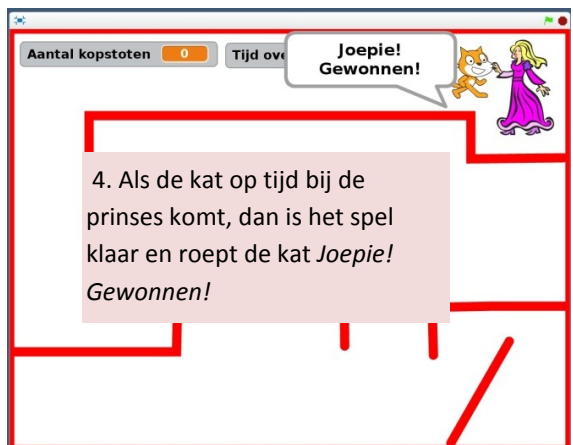 Aantal kopstoten 0 Tijd ove
Joepie!
Gewonnen!
4. Als de kat op tijd bij de
prinses komt, dan is het spel
klaar en roept de kat Joepie!
Gewonnen!